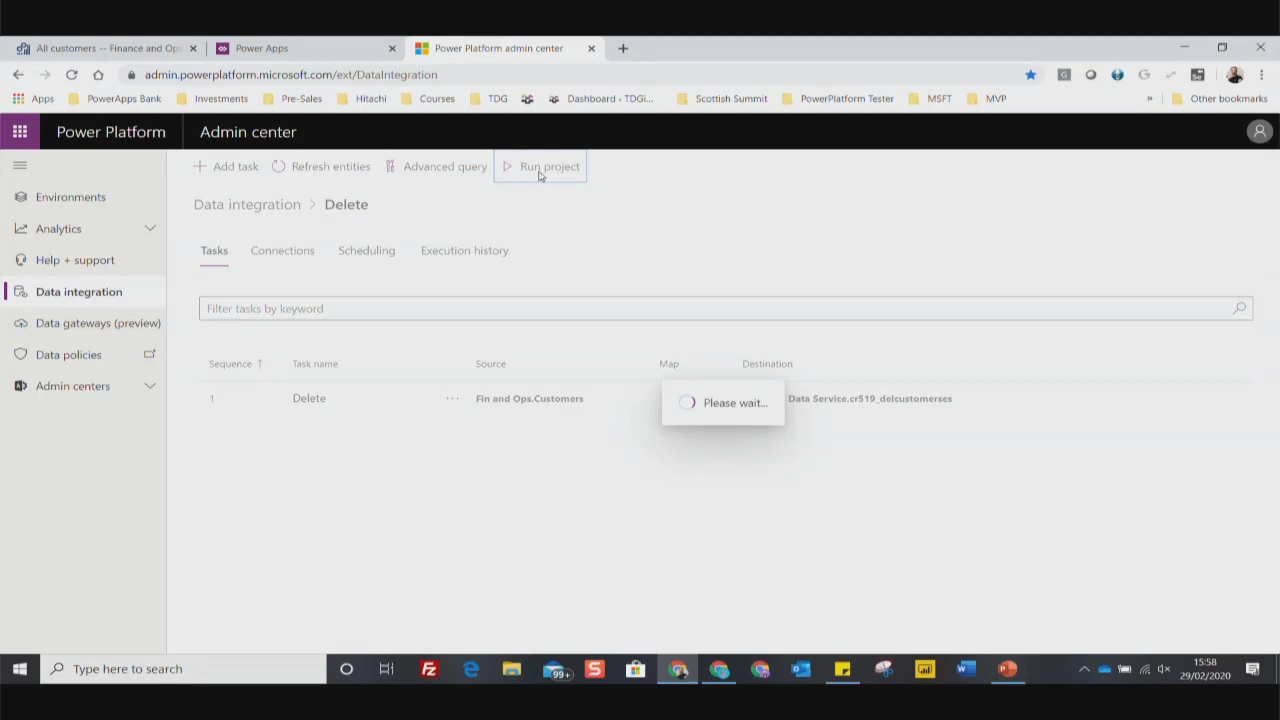 All customers -- Finance and Op
Power Apps
Power Platform admin center
admin.powerplatform.microsoft.com/ext/DataIntegration
Apps
PowerApps Bank
Investments
Pre-Sales
Hitachi
Courses
TDG
Dashboard ‹ TDGi...
Scottish Summit
PowerPlatform Tester
MSFT
MVP
»
Other bookmarks
Power Platform
Admin center
Add task
Refresh entities
Advanced query
Run project
Data integration > Delete
Environments
Analytics
Help + support
Data integration
Data gateways (preview)
Data policies
Admin centers
Tasks
Connections
Scheduling
Execution history
Filter tasks by keyword
Sequence ↑
Task name
Source
Map
Destination
1
Delete
...
Fin and Ops.Customers
Data Service.cr519_delcustomerses
Please wait...
Type here to search
99+
15:58
29/02/2020